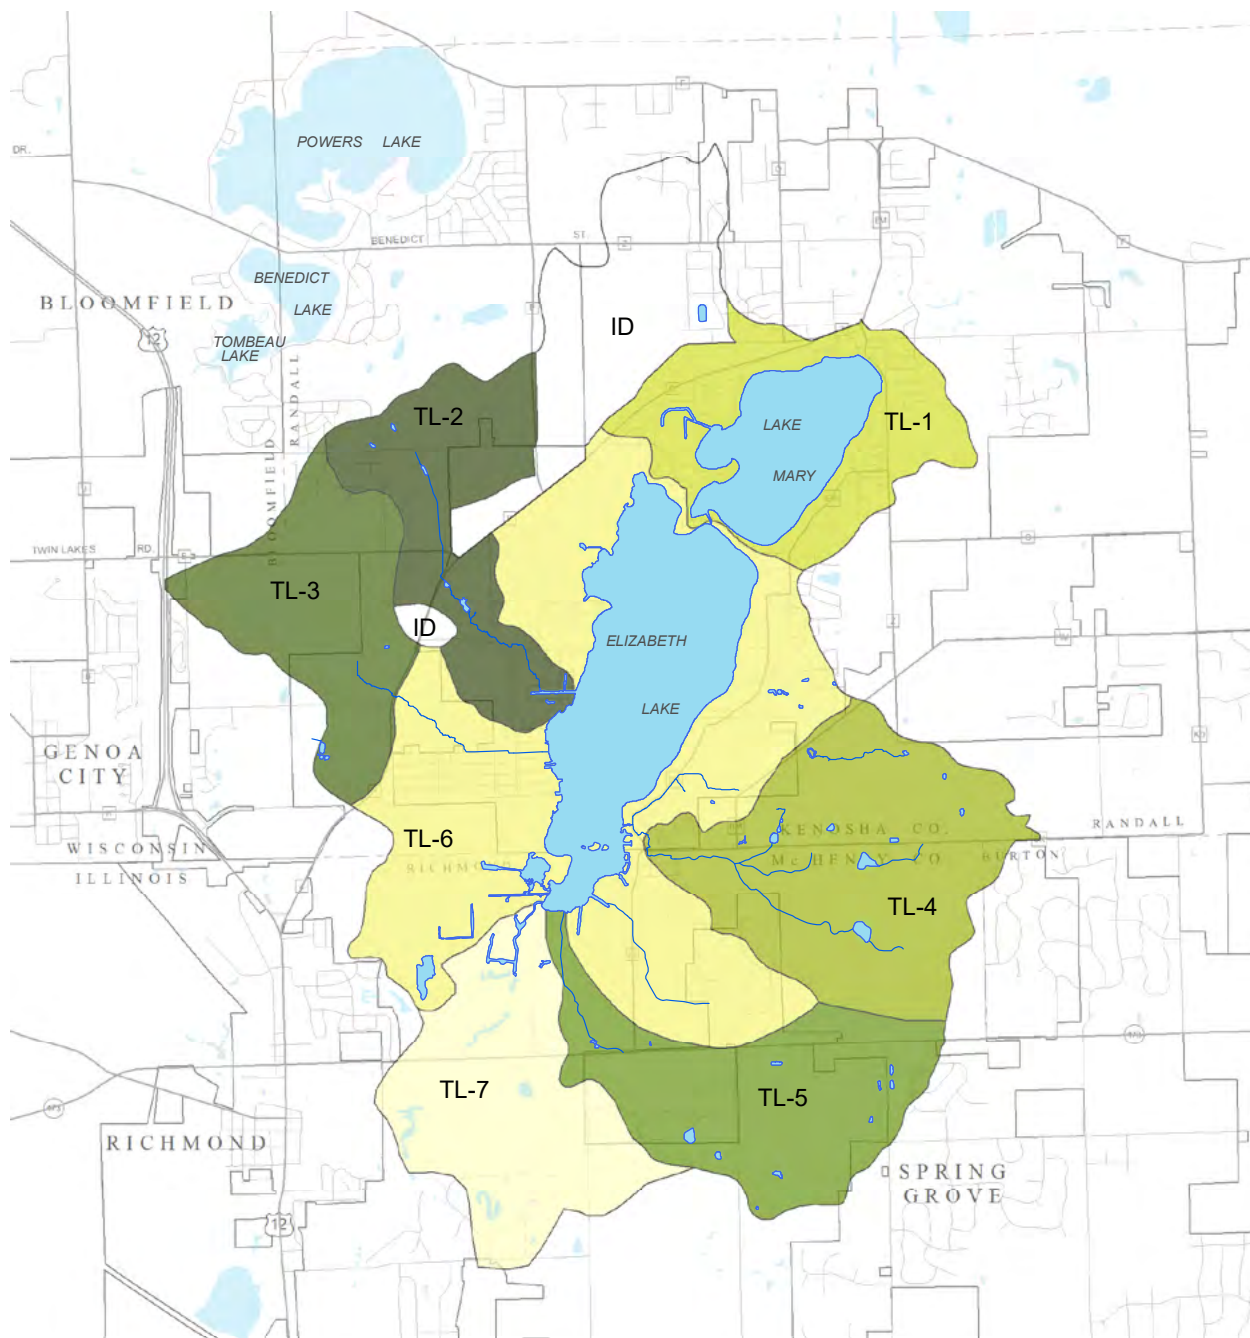 F
POWERS LAKE
DR.
BENEDICT ST.
Z
BENEDICT
LAKE
BLOOMFIELD
ID
12
TOMBEAU
LAKE
RANDALL
TL-2
LAKE
MARY
TL-1
BLOOMFIELD
TWIN LAKES RD.
TL-3
ID
ELIZABETH
LAKE
GENOA
CITY
TL-6
KENOSHA CO.
RANDALL
WISCONSIN
RICHMOND
McHENRY CO.
BURTON
ILLINOIS
TL-4
173
TL-7
TL-5
173
RICHMOND
SPRING
GROVE
12